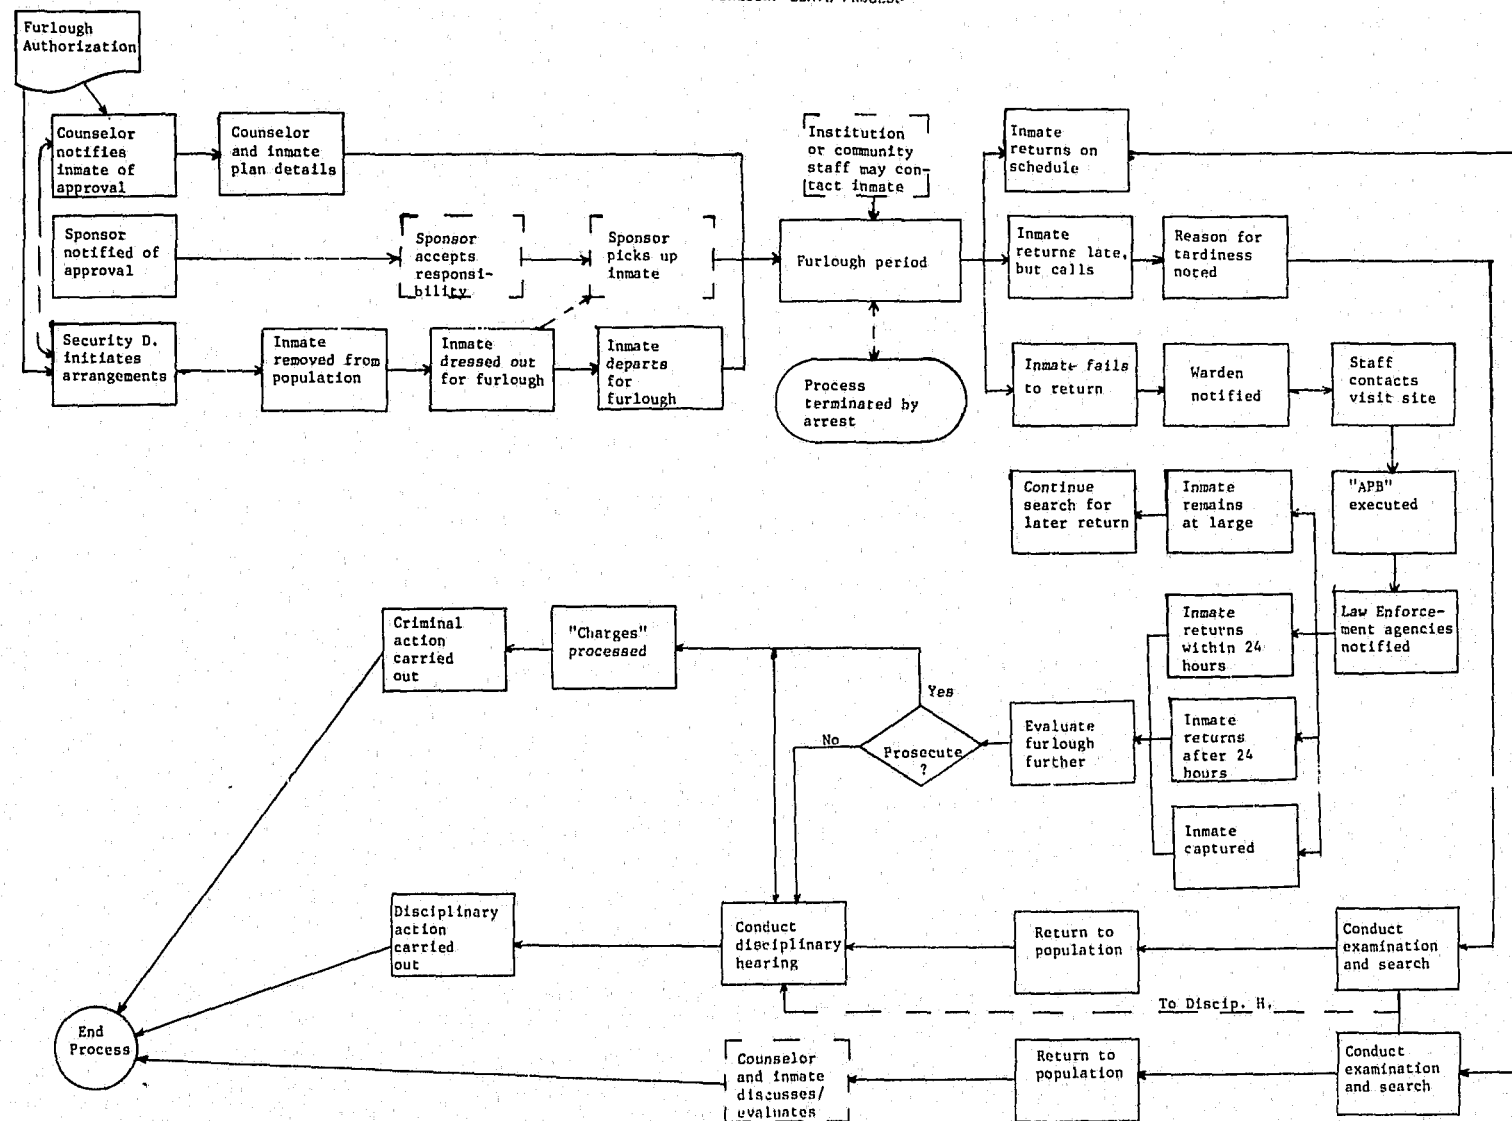 Furlough
Authorization
Counselor
notifies
inmate of
approval
Counselor
and inmate
plan details
Sponsor
notified of
approval
Sponsor
accepts
responsi-
bility
Sponsor
picks up
inmate
Security D.
initiates
arrangements
Inmate
removed from
population
Inmate
dressed out
for furlough
Inmate
departs
for
furlough
Institution
or community
staff may con-
tact inmate
Furlough period
Process
terminated by
arrest
Inmate
returns on
schedule
Inmate
returns late,
but calls
Reason for
tardiness
noted
Inmate fails
to return
Warden
notified
Staff
contacts
visit site
Continue
search for
later return
Inmate
remains
at large
"APB"
executed
Law Enforce-
ment agencies
notified
Inmate
returns
within 24
hours
Inmate
returns
after 24
hours
Inmate
captured
Evaluate
furlough
further
Prosecute
?
Yes
No
"Charges"
processed
Criminal
action
carried
out
Disciplinary
action
carried
out
Conduct
disciplinary
hearing
Return to
population
Conduct
examination
and search
To Discip. H.
End
Process
Counselor
and inmate
discusses/
evaluates
Return to
population
Conduct
examination
and search